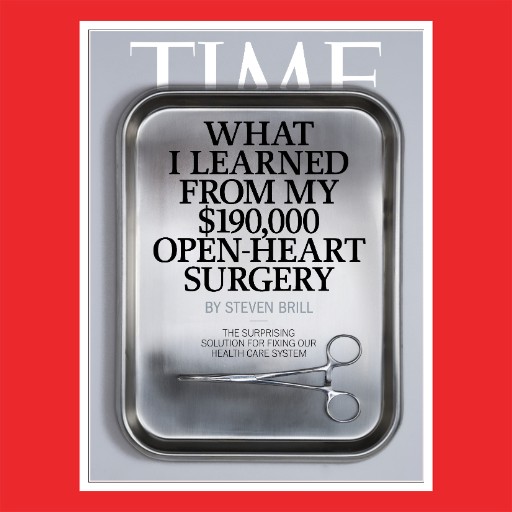 TIME
WHAT
I LEARNED
FROM MY
$190,000
OPEN-HEART
SURGERY
BY STEVEN BRILL
THE SURPRISING
SOLUTION FOR FIXING OUR
HEALTH CARE SYSTEM